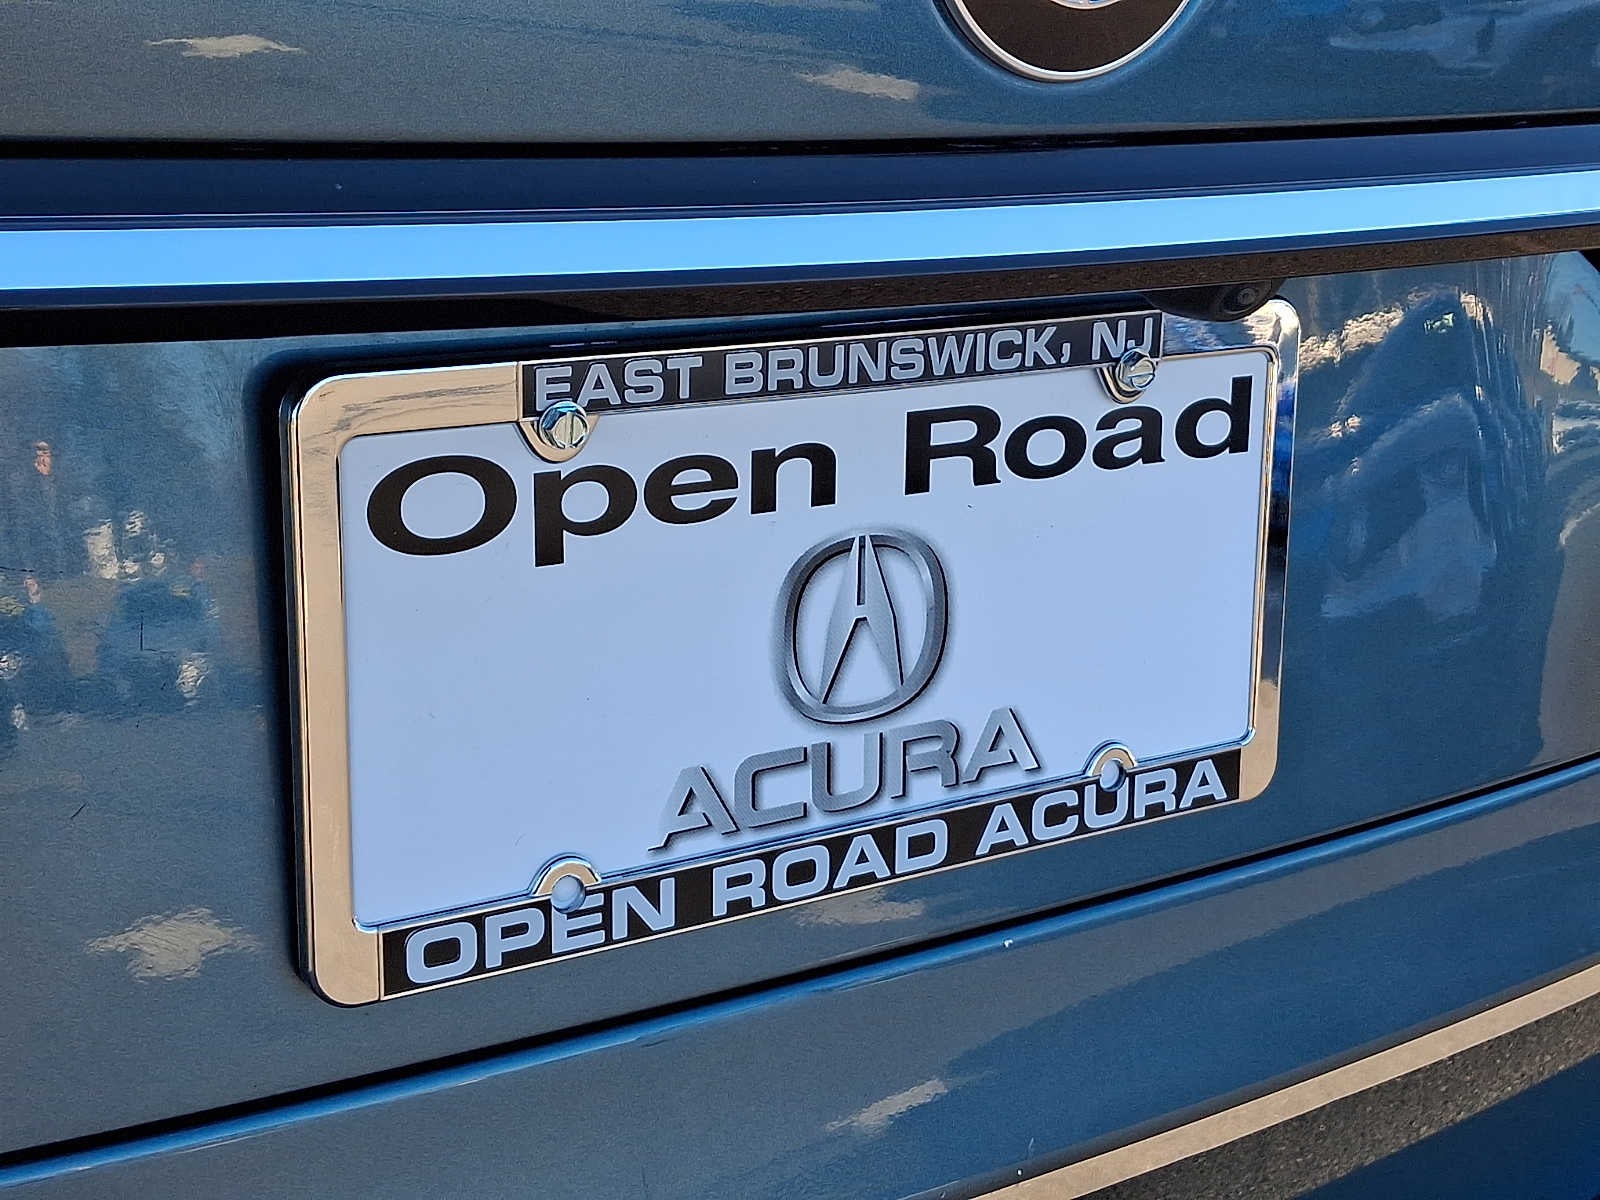 EAST BRUNSWICK, NJ
Open Road
ACURA
OPEN ROAD ACURA